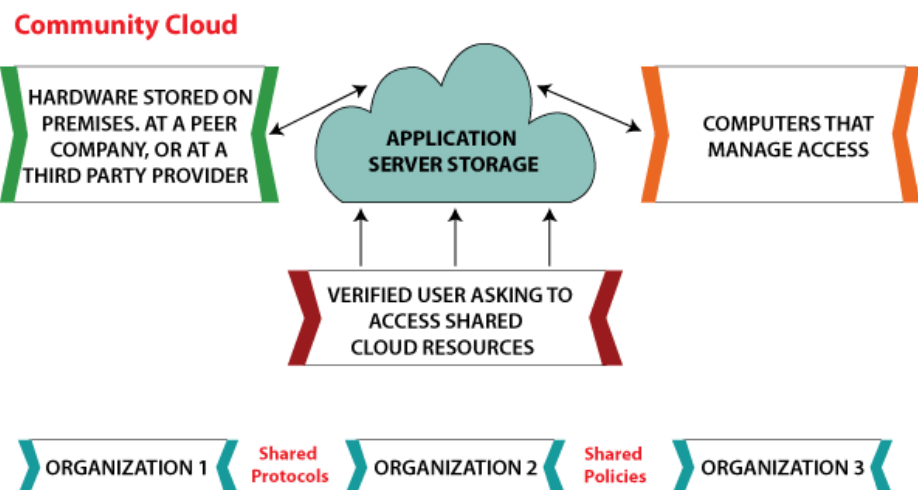 Community Cloud
HARDWARE STORED ON
PREMISES. AT A PEER
COMPANY, OR AT A
THIRD PARTY PROVIDER
APPLICATION
SERVER STORAGE
COMPUTERS THAT
MANAGE ACCESS
VERIFIED USER ASKING TO
ACCESS SHARED
CLOUD RESOURCES
ORGANIZATION 1
Shared
Protocols
ORGANIZATION 2
Shared
Policies
ORGANIZATION 3